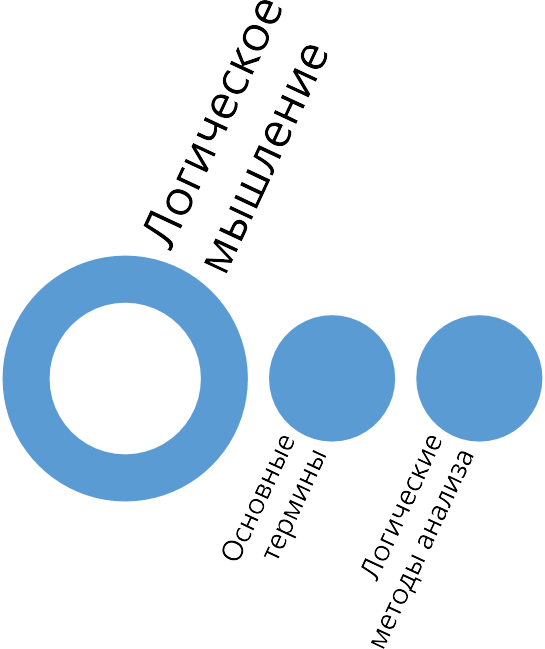 Логическое
мышление
Основные
термины
Логические
методы анализа